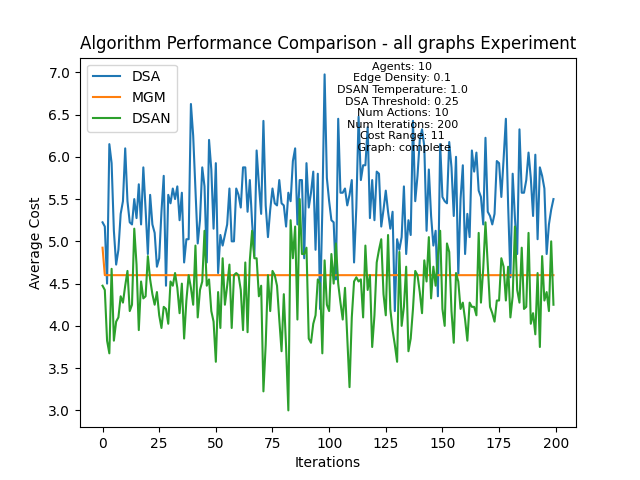 Algorithm Performance Comparison - all graphs Experiment
DSA
MGM
DSAN
Agents: 10
Edge Density: 0.1
DSAN Temperature: 1.0
DSA Threshold: 0.25
Num Actions: 10
Num Iterations: 200
Cost Range: 11
Graph: complete
Average Cost
7.0
6.5
6.0
5.5
5.0
4.5
4.0
3.5
3.0
0 25 50 75 100 125 150 175 200
Iterations